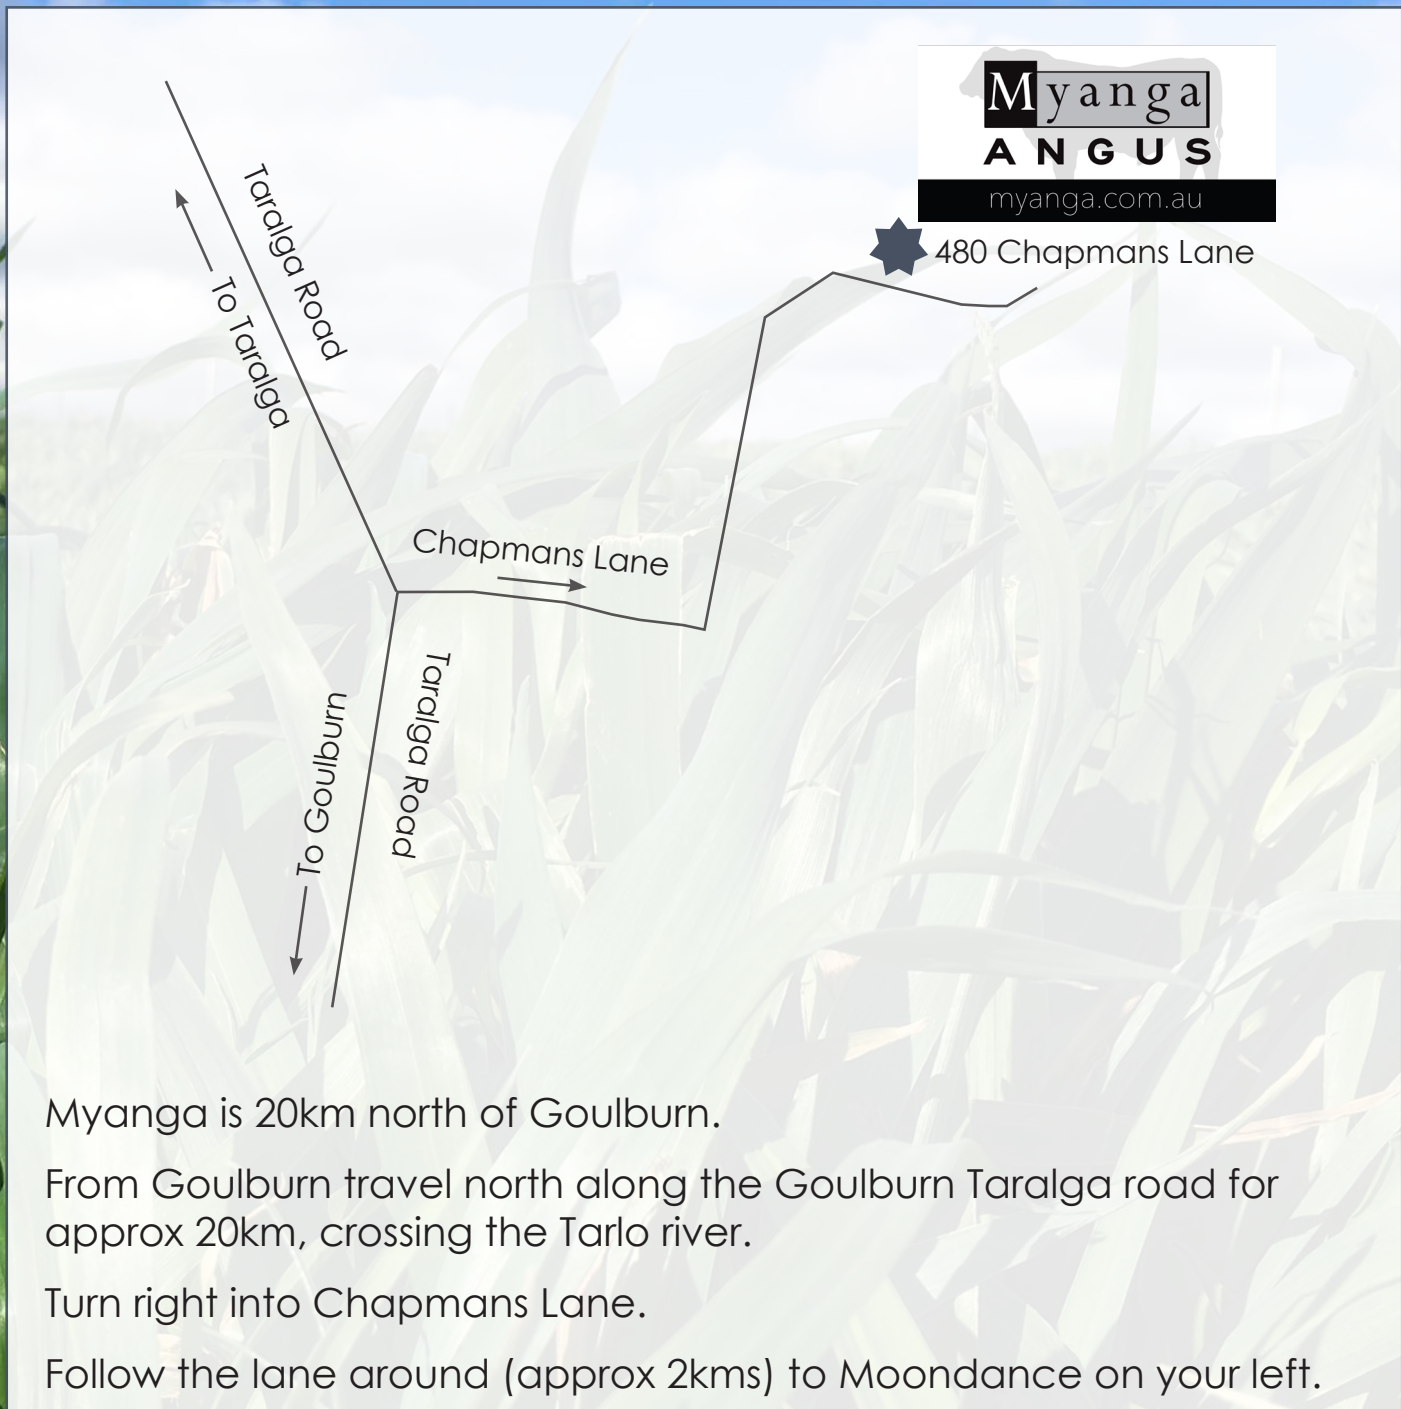 Myanga
ANGUS
myanga.com.au
480 Chapmans Lane
Taralga Road
To Taralga
Chapmans Lane
Taralga Road
To Goulburn
Myanga is 20km north of Goulburn.
From Goulburn travel north along the Goulburn Taralga road for
approx 20km, crossing the Tarlo river.
Turn right into Chapmans Lane.
Follow the lane around (approx 2kms) to Moondance on your left.